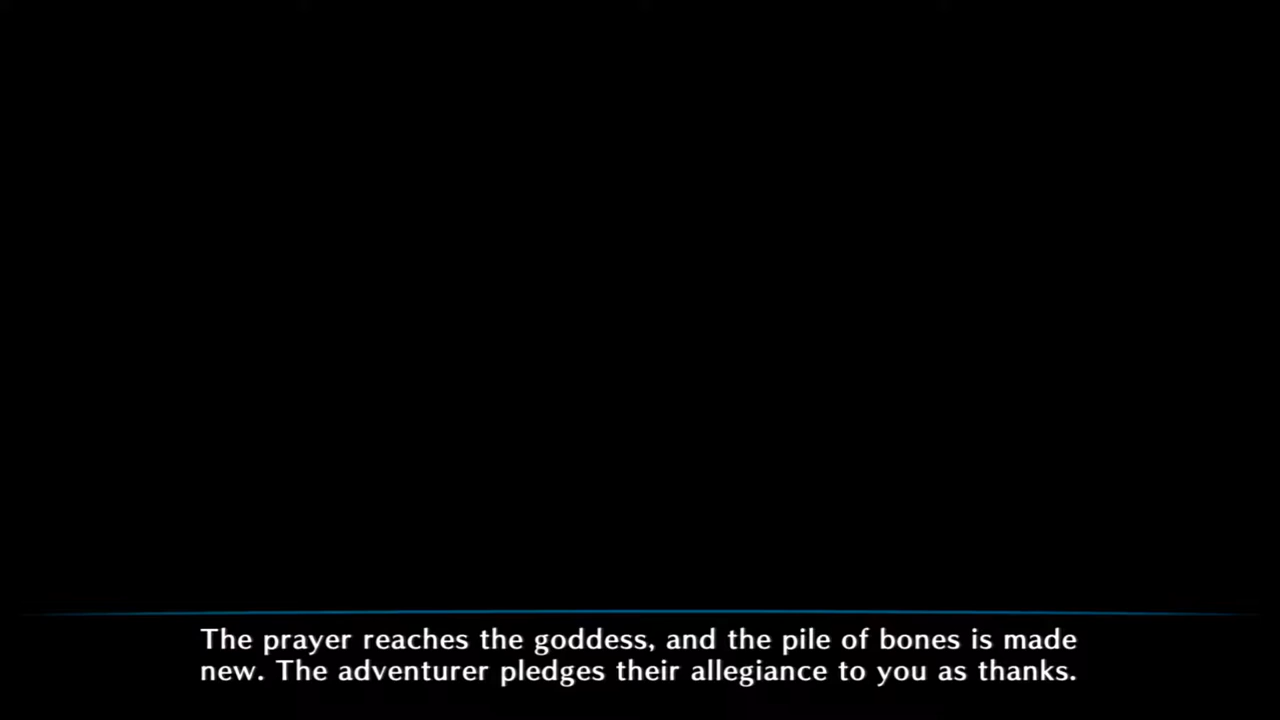 The prayer reaches the goddess, and the pile of bones is made
new. The adventurer pledges their allegiance to you as thanks.